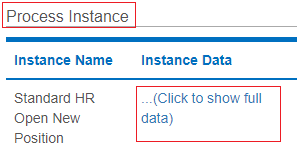 Process Instance
Instance Name Instance Data
Standard HR ...(Click to show full
Open New data)
Position